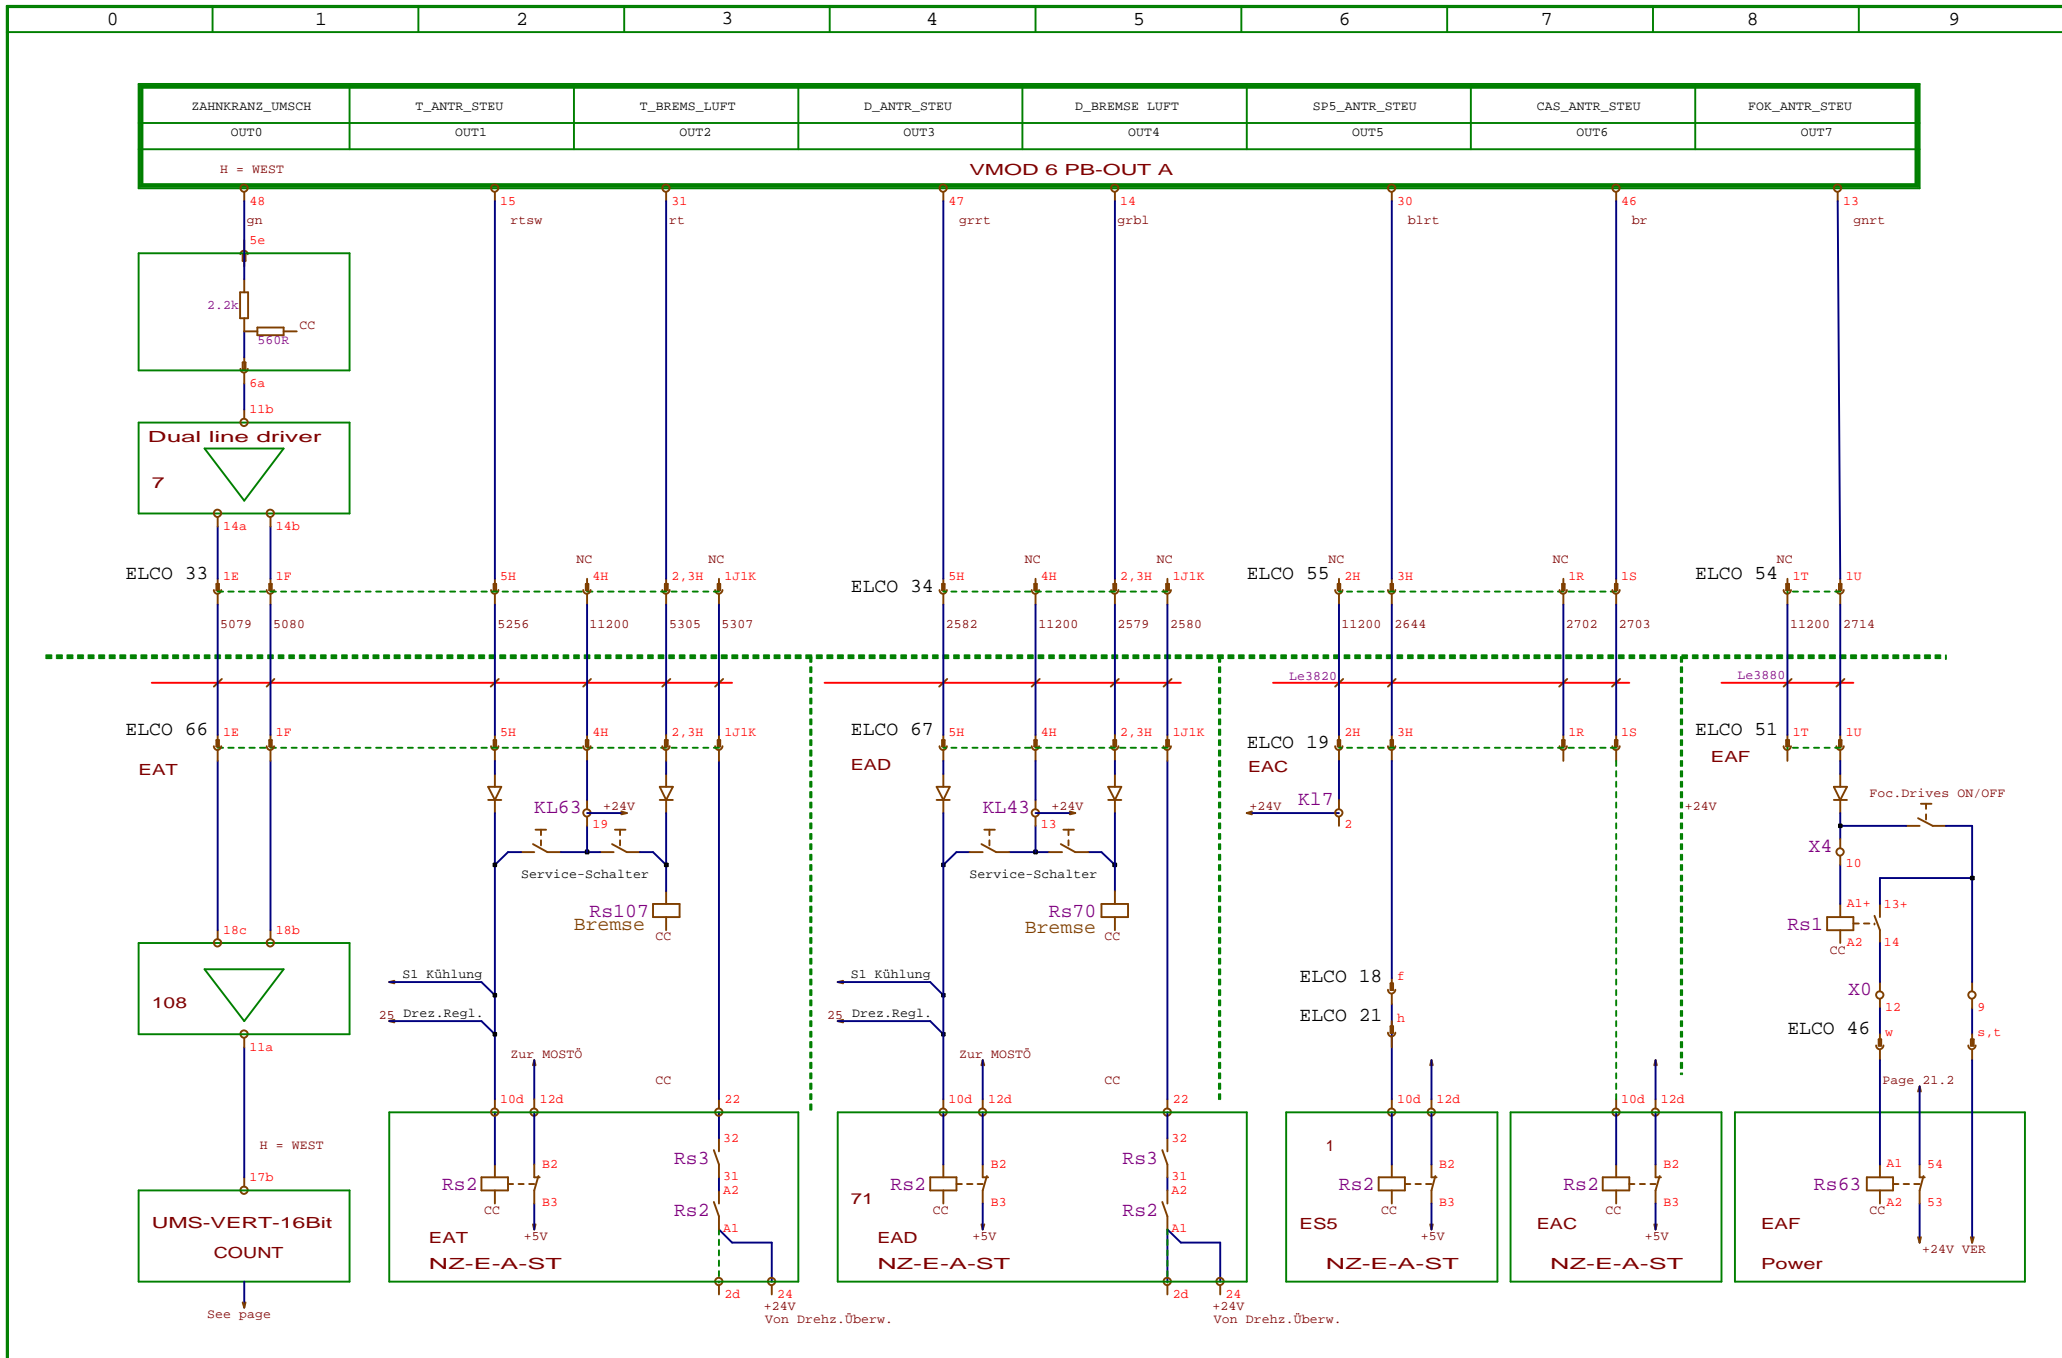 0 1 2 3 4 5 6 7 8 9
ZAHNKRANZ_UMSCH T_ANTR_STEU T_BREMS_LUFT D_ANTR_STEU D_BREMSE LUFT SP5_ANTR_STEU CAS_ANTR_STEU FOK_ANTR_STEU
OUT0 OUT1 OUT2 OUT3 OUT4 OUT5 OUT6 OUT7
H = WEST VMOD 6 PB-OUT A
48 15 31 47 14 30 46 13
gn rtsw rt grrt grbl blrt br gnrt
5e
2.2k
CC
560R
6a
11b
Dual line driver
7
14a 14b
NC NC NC NC NC NC NC
ELCO 33 1E 1F 5H 4H 2,3H 1J1K ELCO 34 5H 4H 2,3H 1J1K ELCO 55 2H 3H 1R 1S ELCO 54 1T 1U
5079 5080 5256 11200 5305 5307 2582 11200 2579 2580 11200 2644 2702 2703 11200 2714
Le3820 Le3880
ELCO 66 1E 1F 5H 4H 2,3H 1J1K ELCO 67 5H 4H 2,3H 1J1K ELCO 19 2H 3H 1R 1S ELCO 51 1T 1U
EAT EAD EAC EAF
KL63 +24V KL43 +24V +24V Kl7 +24V Foc.Drives ON/OFF
19 13 2
X4
10
Service-Schalter Service-Schalter
Rs107 Rs70 A1+ 13+
Bremse Bremse Rs1
CC CC CC A2 14
18c 18b
S1 Kühlung S1 Kühlung ELCO 18 f
108 X0
25 Drez.Regl. 25 Drez.Regl. ELCO 21 h 12 9
ELCO 46 w s,t
11a
Zur MOSTÖ Zur MOSTÖ
CC CC Page 21.2
10d 12d 22 10d 12d 22 10d 12d 10d 12d
H = WEST 32 32 1
Rs3 Rs3
17b B2 31 B2 31 B2 B2 A1 54
Rs2 A2 Rs2 A2 Rs2 Rs2 Rs63
71
CC B3 CC B3 CC B3 CC B3 CC A2 53
Rs2 Rs2
UMS-VERT-16Bit A1 A1 ES5 EAC EAF
EAT +5V EAD +5V +5V +5V
COUNT +24V VER
NZ-E-A-ST NZ-E-A-ST NZ-E-A-ST NZ-E-A-ST Power
2d 24 2d 24
See page +24V +24V
Von Drehz.Überw. Von Drehz.Überw.